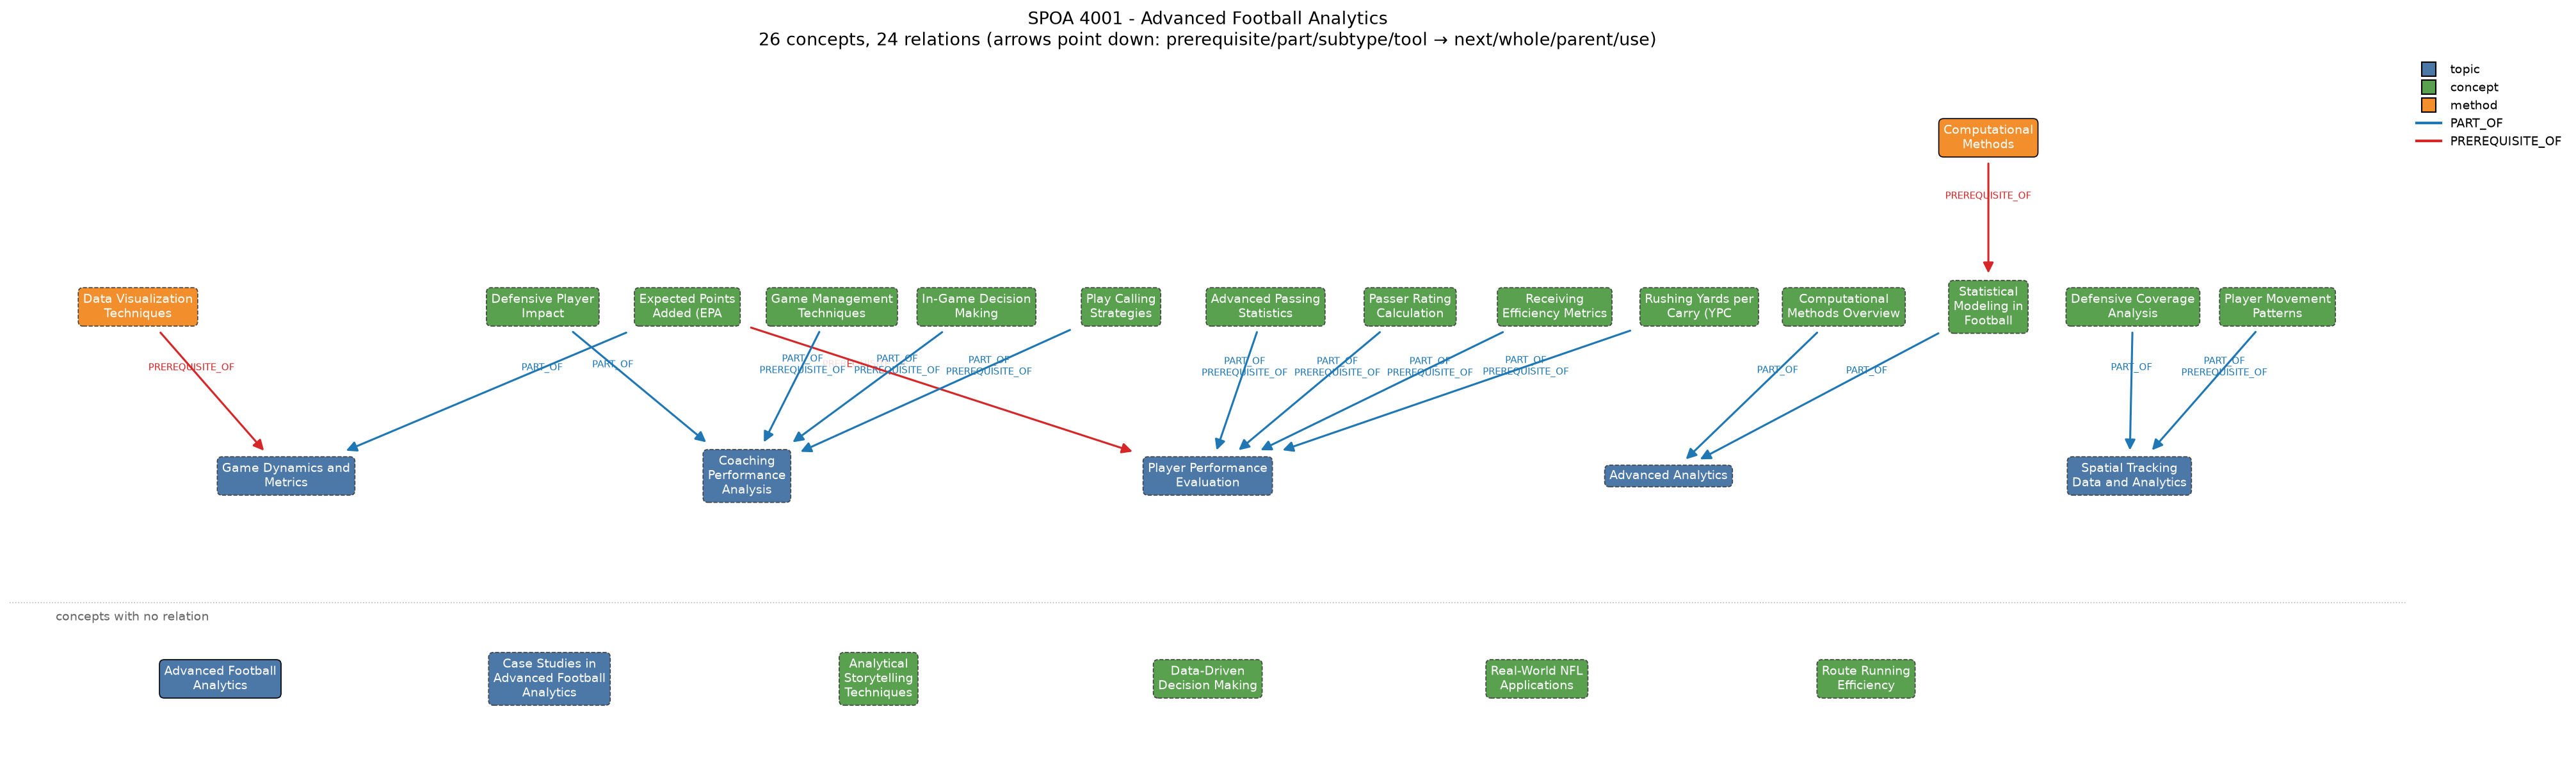 SPOA 4001 - Advanced Football Analytics
26 concepts, 24 relations (arrows point down: prerequisite/part/subtype/tool → next/whole/parent/use)
topic
concept
method
PART_OF
PREREQUISITE_OF
Computational
Methods
PREREQUISITE_OF
Data Visualization
Techniques
Defensive Player
Impact
Expected Points
Added (EPA
Game Management
Techniques
In-Game Decision
Making
Play Calling
Strategies
Advanced Passing
Statistics
Passer Rating
Calculation
Receiving
Efficiency Metrics
Rushing Yards per
Carry (YPC
Computational
Methods Overview
Statistical
Modeling in
Football
Defensive Coverage
Analysis
Player Movement
Patterns
PREREQUISITE_OF
PART_OF
PART_OF
PART_OF
PREREQUISITE_OF
PART_OF
PREREQUISITE_OF
PART_OF
PREREQUISITE_OF
PART_OF
PREREQUISITE_OF
PART_OF
PREREQUISITE_OF
PART_OF
PREREQUISITE_OF
PART_OF
PREREQUISITE_OF
PART_OF
PART_OF
PART_OF
PART_OF
PREREQUISITE_OF
Game Dynamics and
Metrics
Coaching
Performance
Analysis
Player Performance
Evaluation
Advanced Analytics
Spatial Tracking
Data and Analytics
concepts with no relation
Advanced Football
Analytics
Case Studies in
Advanced Football
Analytics
Analytical
Storytelling
Techniques
Data-Driven
Decision Making
Real-World NFL
Applications
Route Running
Efficiency